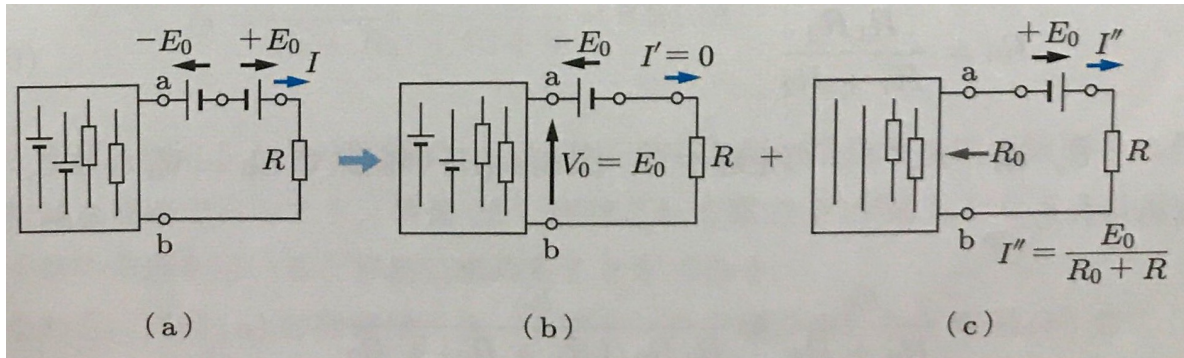 −E₀ +E₀ I
a
R
b
(a)
−E₀ I′ = 0
a
V₀ = E₀ R +
b
(b)
+E₀ I″
a
R₀ R
b
I″ = E₀ / (R₀ + R)
(c)